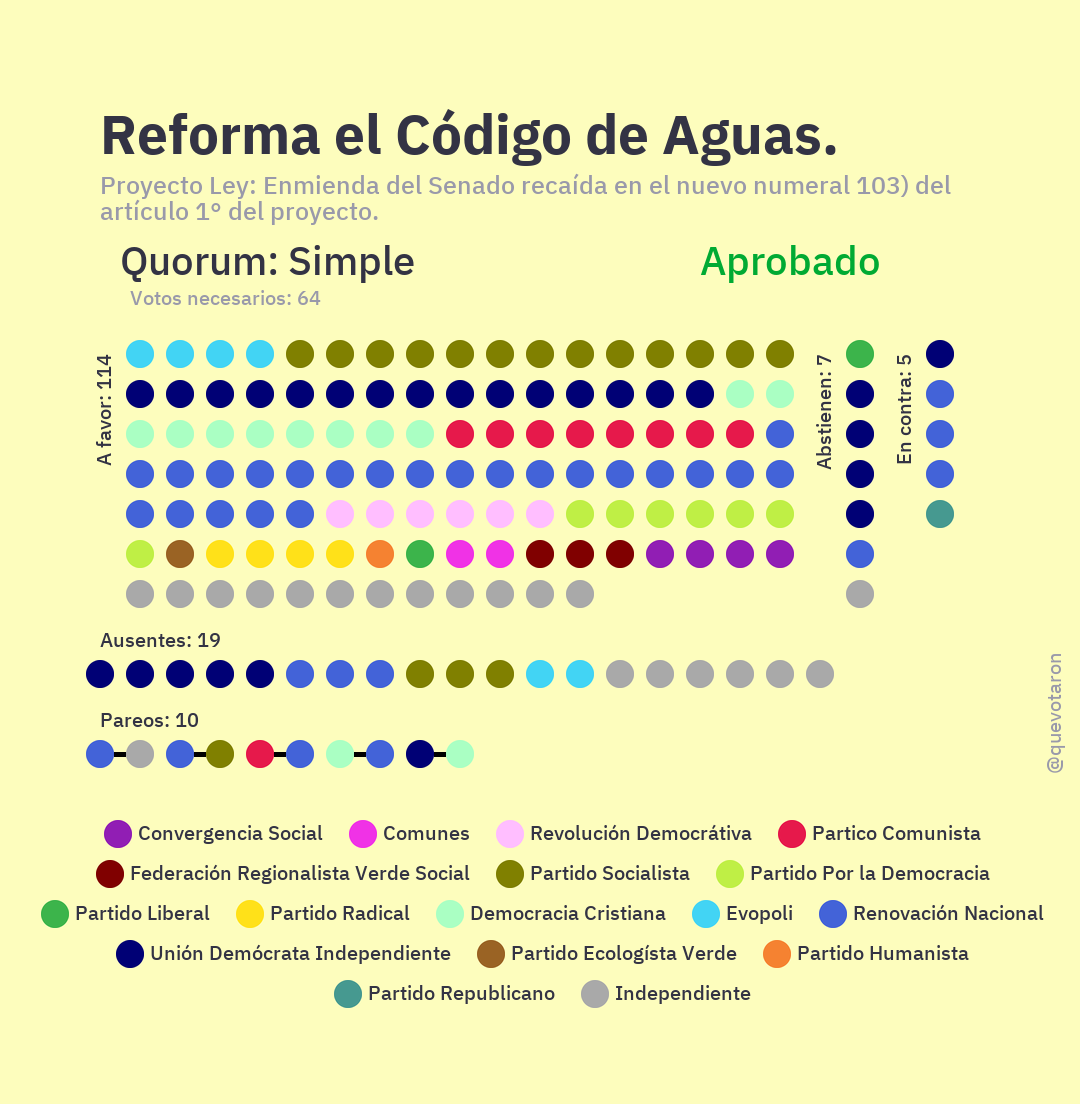 Reforma el Código de Aguas.
Proyecto Ley: Enmienda del Senado recaída en el nuevo numeral 103) del
artículo 1° del proyecto.
Quorum: Simple
Aprobado
Votos necesarios: 64
A favor: 114
Abstienen: 7
En contra: 5
Ausentes: 19
Pareos: 10
@quevotaron
Convergencia Social
Comunes
Revolución Democrátiva
Partico Comunista
Federación Regionalista Verde Social
Partido Socialista
Partido Por la Democracia
Partido Liberal
Partido Radical
Democracia Cristiana
Evopoli
Renovación Nacional
Unión Demócrata Independiente
Partido Ecologísta Verde
Partido Humanista
Partido Republicano
Independiente